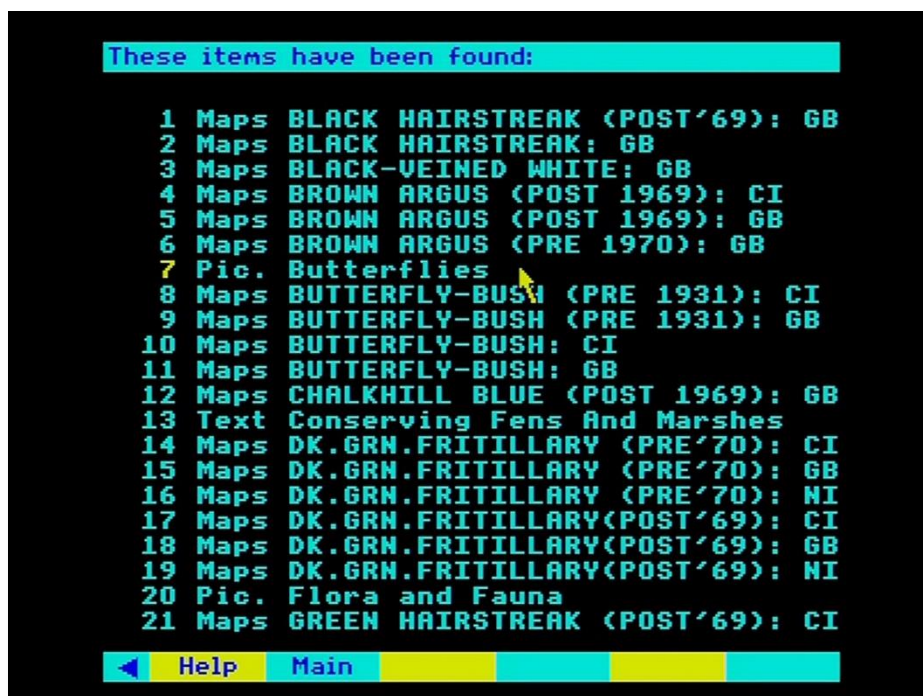 These items have been found:
1 Maps BLACK HAIRSTREAK (POST'69): GB
2 Maps BLACK HAIRSTREAK: GB
3 Maps BLACK-VEINED WHITE: GB
4 Maps BROWN ARGUS (POST 1969): CI
5 Maps BROWN ARGUS (POST 1969): GB
6 Maps BROWN ARGUS (PRE 1970): GB
7 Pic. Butterflies
8 Maps BUTTERFLY-BUSH (PRE 1931): CI
9 Maps BUTTERFLY-BUSH (PRE 1931): GB
10 Maps BUTTERFLY-BUSH: CI
11 Maps BUTTERFLY-BUSH: GB
12 Maps CHALKHILL BLUE (POST 1969): GB
13 Text Conserving Fens And Marshes
14 Maps DK.GRN.FRITILLARY (PRE'70): CI
15 Maps DK.GRN.FRITILLARY (PRE'70): GB
16 Maps DK.GRN.FRITILLARY (PRE'70): NI
17 Maps DK.GRN.FRITILLARY(POST'69): CI
18 Maps DK.GRN.FRITILLARY(POST'69): GB
19 Maps DK.GRN.FRITILLARY(POST'69): NI
20 Pic. Flora and Fauna
21 Maps GREEN HAIRSTREAK (POST'69): CI
Help Main